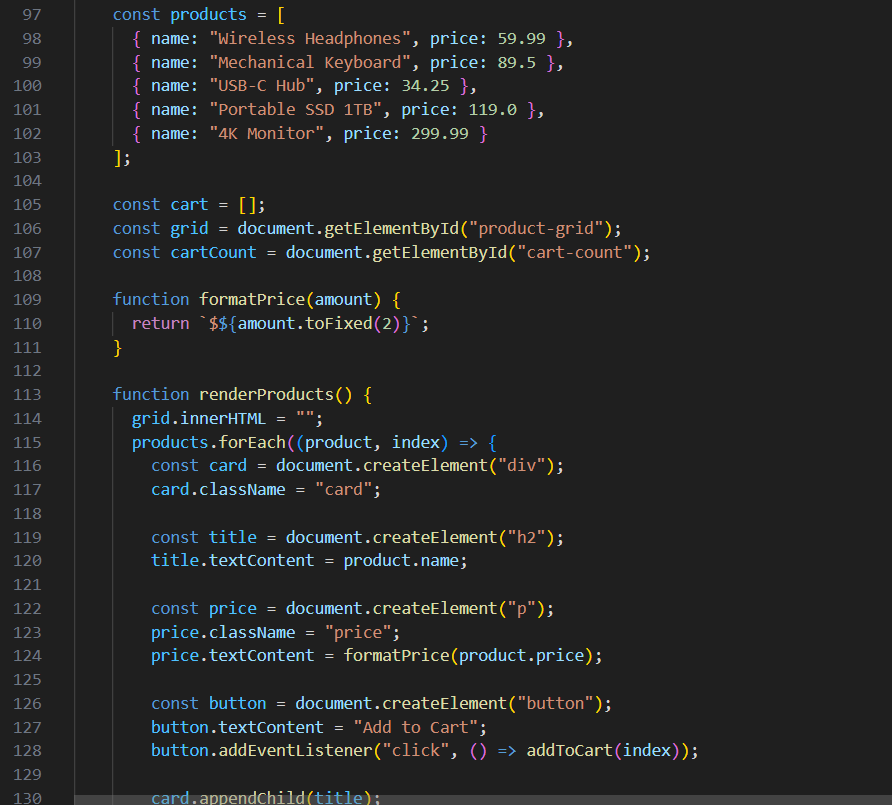 97 const products = [
98 { name: "Wireless Headphones", price: 59.99 },
99 { name: "Mechanical Keyboard", price: 89.5 },
100 { name: "USB-C Hub", price: 34.25 },
101 { name: "Portable SSD 1TB", price: 119.0 },
102 { name: "4K Monitor", price: 299.99 }
103 ];
104
105 const cart = [];
106 const grid = document.getElementById("product-grid");
107 const cartCount = document.getElementById("cart-count");
108
109 function formatPrice(amount) {
110 return `$${amount.toFixed(2)}`;
111 }
112
113 function renderProducts() {
114 grid.innerHTML = "";
115 products.forEach((product, index) => {
116 const card = document.createElement("div");
117 card.className = "card";
118
119 const title = document.createElement("h2");
120 title.textContent = product.name;
121
122 const price = document.createElement("p");
123 price.className = "price";
124 price.textContent = formatPrice(product.price);
125
126 const button = document.createElement("button");
127 button.textContent = "Add to Cart";
128 button.addEventListener("click", () => addToCart(index));
129
130 card.appendChild(title);